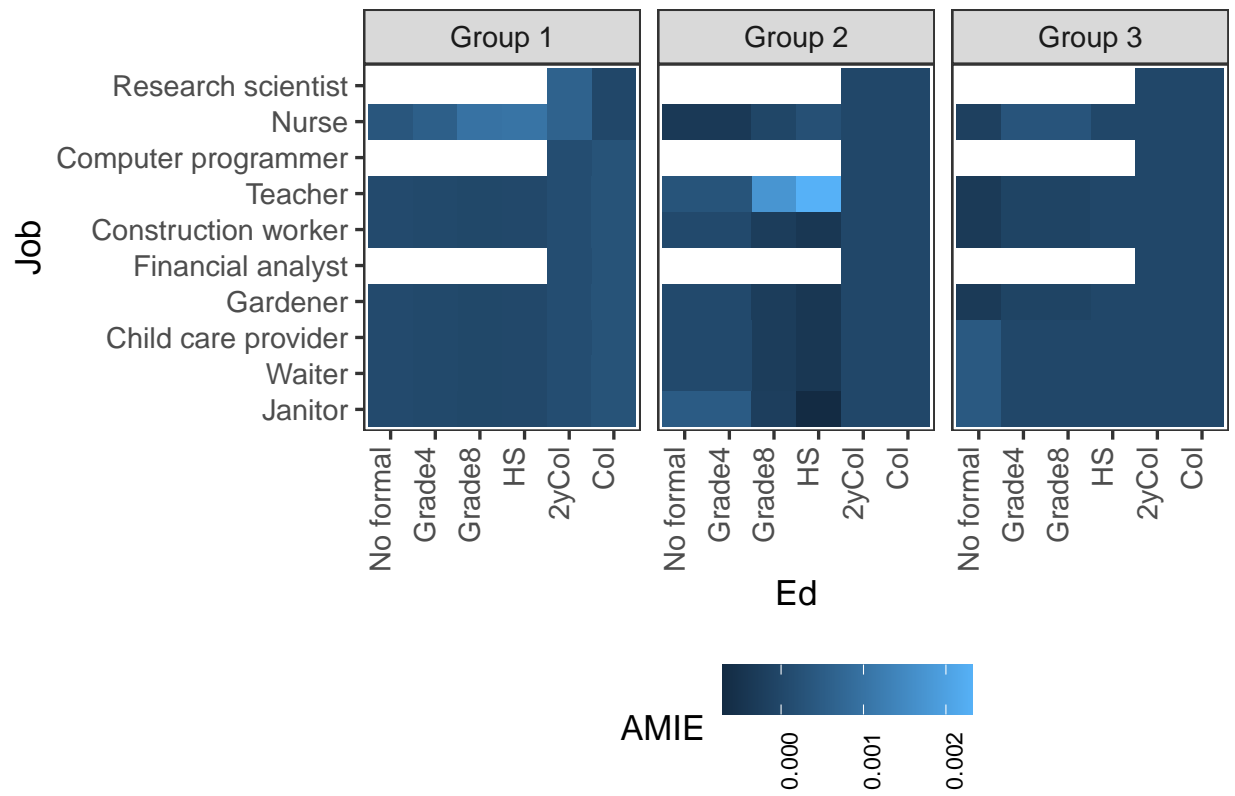 Group 1
Group 2
Group 3
Job
Research scientist
Nurse
Computer programmer
Teacher
Construction worker
Financial analyst
Gardener
Child care provider
Waiter
Janitor
No formal
Grade4
Grade8
HS
2yCol
Col
No formal
Grade4
Grade8
HS
2yCol
Col
No formal
Grade4
Grade8
HS
2yCol
Col
Ed
AMIE
0.000
0.001
0.002